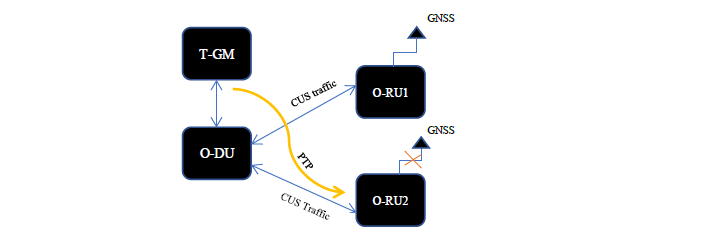 GNSS
T-GM
CUS traffic
O-RU1
GNSS
O-DU
PTP
CUS Traffic
O-RU2